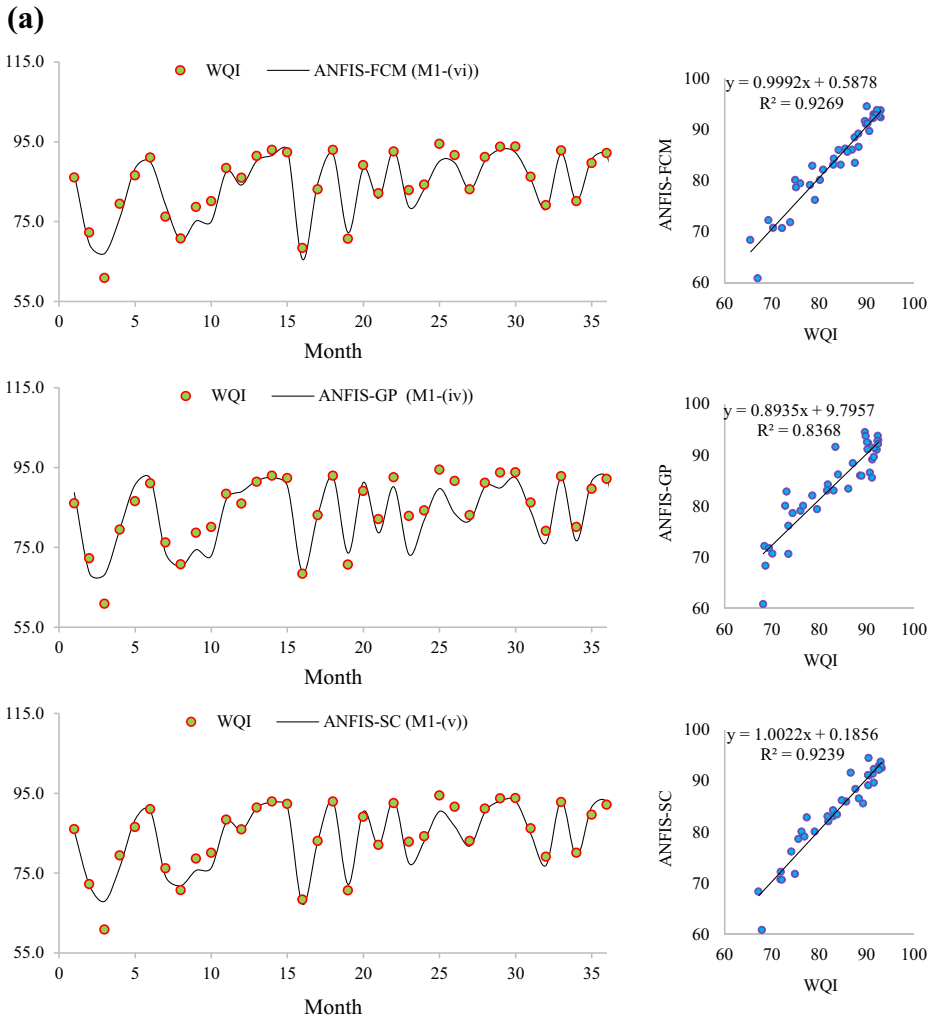 (a)
WQI ANFIS-FCM (M1-(vi))
115.0
95.0
75.0
55.0
0 5 10 15 20 25 30 35
Month
y = 0.9992x + 0.5878
R² = 0.9269
ANFIS-FCM
100
90
80
70
60
60 70 80 90 100
WQI
WQI ANFIS-GP (M1-(iv))
115.0
95.0
75.0
55.0
0 5 10 15 20 25 30 35
Month
y = 0.8935x + 9.7957
R² = 0.8368
ANFIS-GP
100
90
80
70
60
60 70 80 90 100
WQI
WQI ANFIS-SC (M1-(v))
115.0
95.0
75.0
55.0
0 5 10 15 20 25 30 35
Month
y = 1.0022x + 0.1856
R² = 0.9239
ANFIS-SC
100
90
80
70
60
60 70 80 90 100
WQI